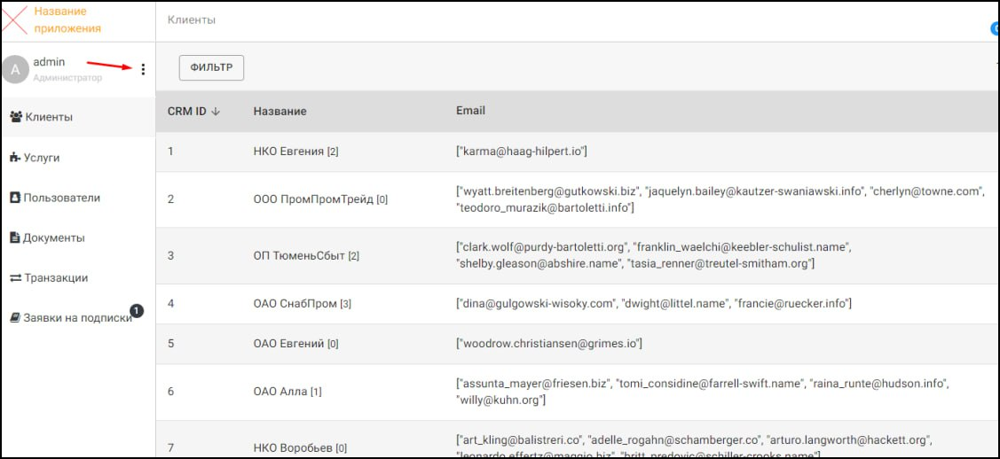 Название
приложения
Клиенты
A
admin
Администратор
ФИЛЬТР
Клиенты
Услуги
Пользователи
Документы
Транзакции
Заявки на подписки 1
CRM ID Название Email
1 НКО Евгения [2] ["karma@haag-hilpert.io"]
2 ООО ПромПромТрейд [0] ["wyatt.breitenberg@gutkowski.biz", "jaquelyn.bailey@kautzer-swaniawski.info", "cherlyn@towne.com",
"teodoro_murazik@bartoletti.info"]
3 ОП ТюменьСбыт [2] ["clark.wolf@purdy-bartoletti.org", "franklin_waelchi@keebler-schulist.name",
"shelby.gleason@abshire.name", "tasia_renner@treutel-smitham.org"]
4 ОАО СнабПром [3] ["dina@gulgowski-wisoky.com", "dwight@littel.name", "francie@ruecker.info"]
5 ОАО Евгений [0] ["woodrow.christiansen@grimes.io"]
6 ОАО Алла [1] ["assunta_mayer@friesen.biz", "tomi_considine@farrell-swift.name", "raina_runte@hudson.info",
"willy@kuhn.org"]
7 НКО Воробьев [0] ["art_kling@balistreri.co", "adelle_rogahn@schamberger.co", "arturo.langworth@hackett.org",
"leonardo.effertz@maggio.biz", "britt_predovic@schiller-crooks.name"]